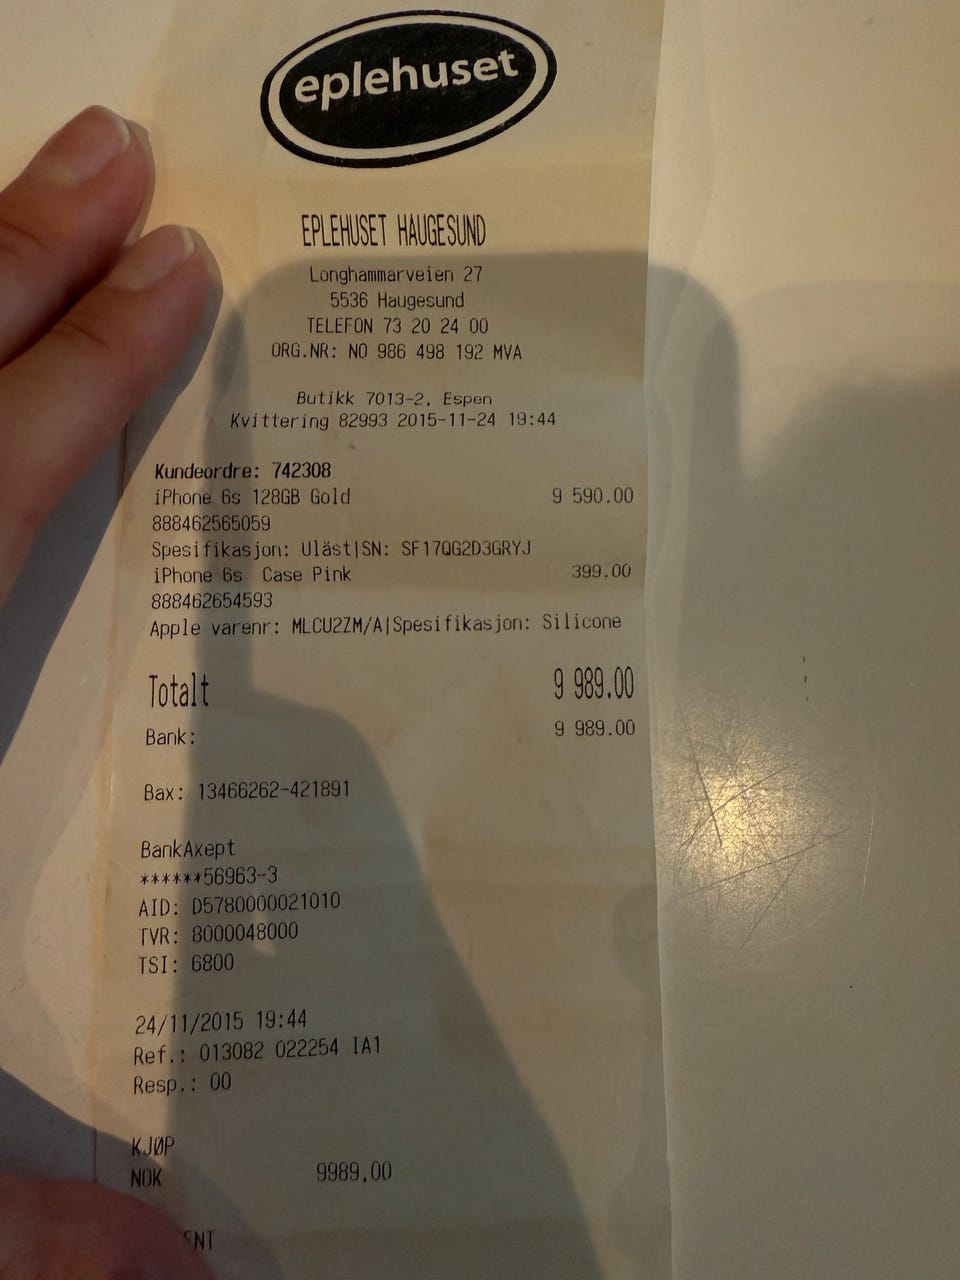 eplehuset
EPLEHUSET HAUGESUND
Longhammarveien 27
5536 Haugesund
TELEFON 73 20 24 00
ORG.NR: NO 986 498 192 MVA
Butikk 7013-2, Espen
Kvittering 82993 2015-11-24 19:44
Kundeordre: 742308
iPhone 6s 128GB Gold 9 590.00
888462565059
Spesifikasjon: Uläst|SN: SF17QG2D3GRYJ
iPhone 6s Case Pink 399.00
888462654593
Apple varenr: MLCU2ZM/A|Spesifikasjon: Silicone
Totalt 9 989.00
Bank: 9 989.00
Bax: 13466262-421891
BankAxept
******56963-3
AID: D5780000021010
TVR: 8000048000
TSI: 6800
24/11/2015 19:44
Ref.: 013082 022254 IA1
Resp.: 00
KJØP
NOK 9989,00